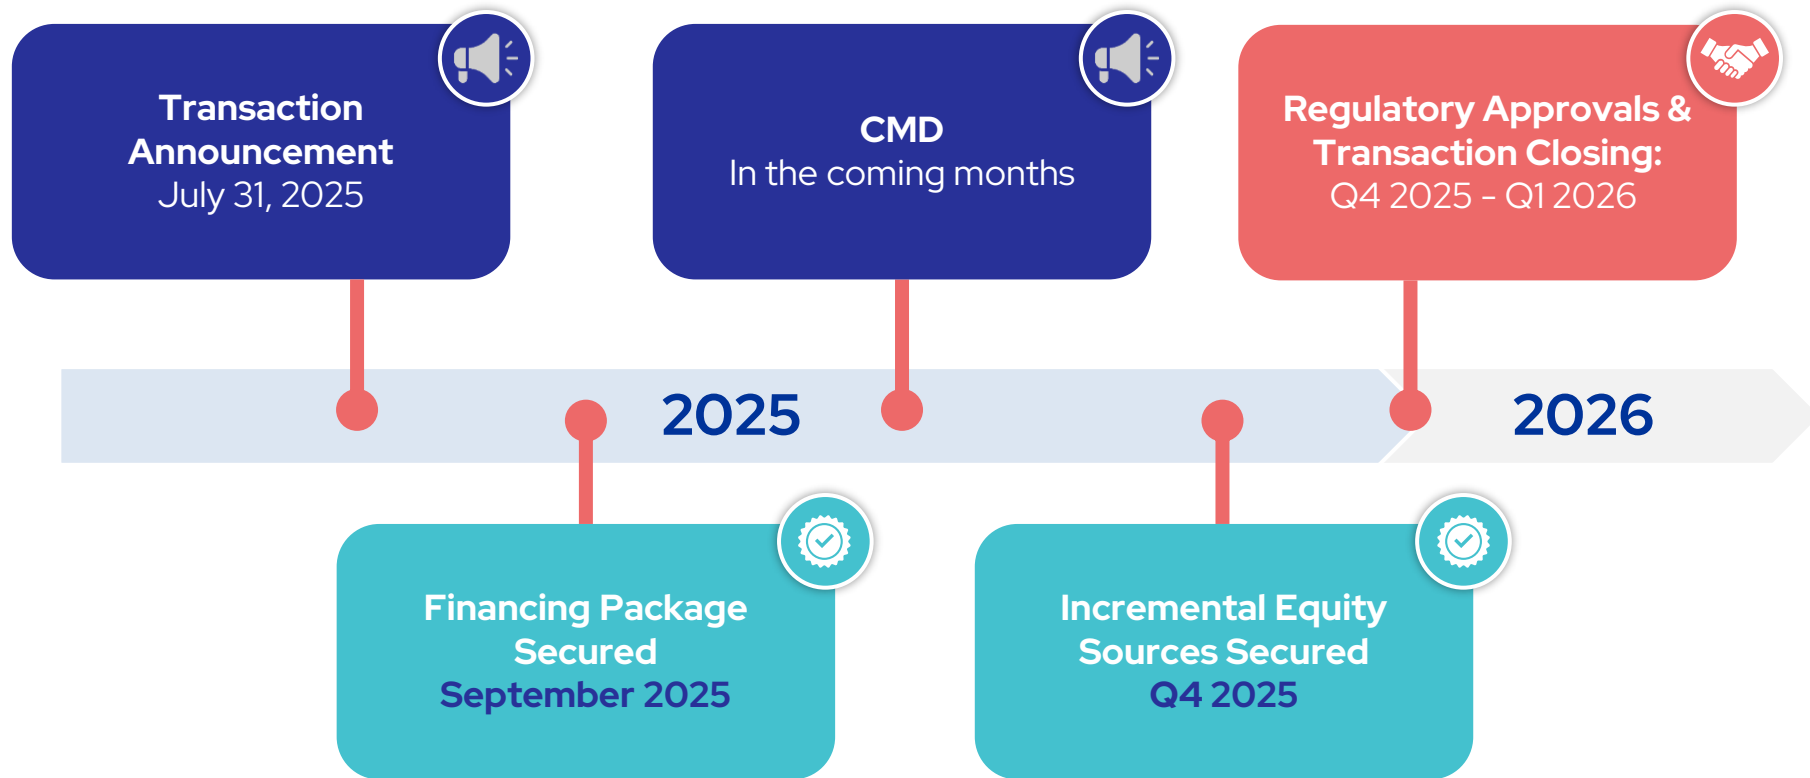 Transaction
Announcement
July 31, 2025
CMD
In the coming months
Regulatory Approvals &
Transaction Closing:
Q4 2025 - Q1 2026
2025
2026
Financing Package
Secured
September 2025
Incremental Equity
Sources Secured
Q4 2025